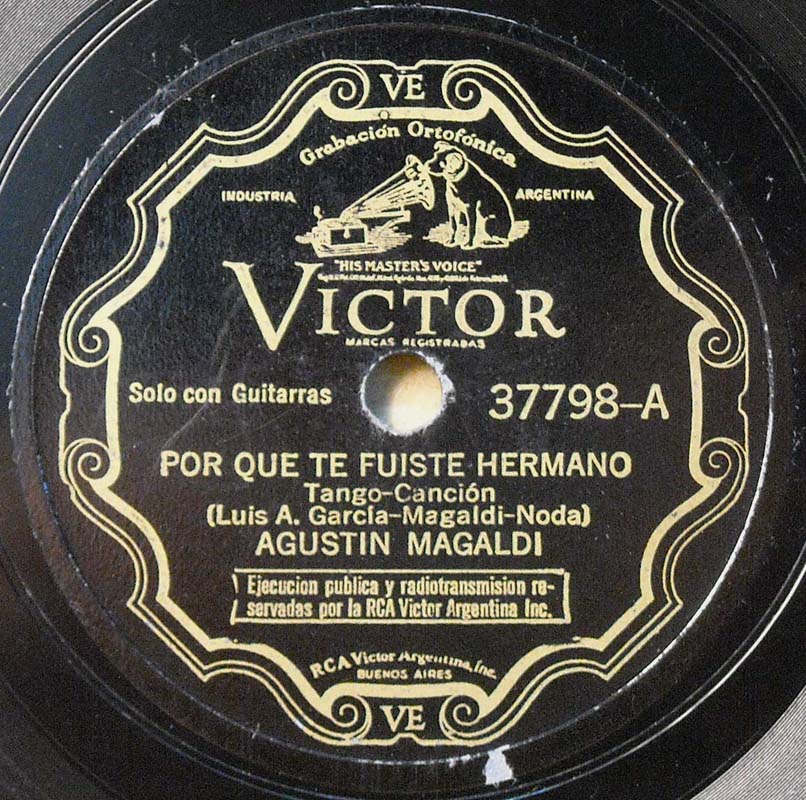 VE
Grabación Ortofónica
INDUSTRIA ARGENTINA
"HIS MASTER'S VOICE"
VICTOR
MARCAS REGISTRADAS
Solo con Guitarras 37798-A
POR QUE TE FUISTE HERMANO
Tango-Canción
(Luis A. García-Magaldi-Noda)
AGUSTIN MAGALDI
Ejecucion publica y radiotransmision re-
servadas por la RCA Victor Argentina Inc.
RCA Victor Argentina, Inc.
BUENOS AIRES
VE